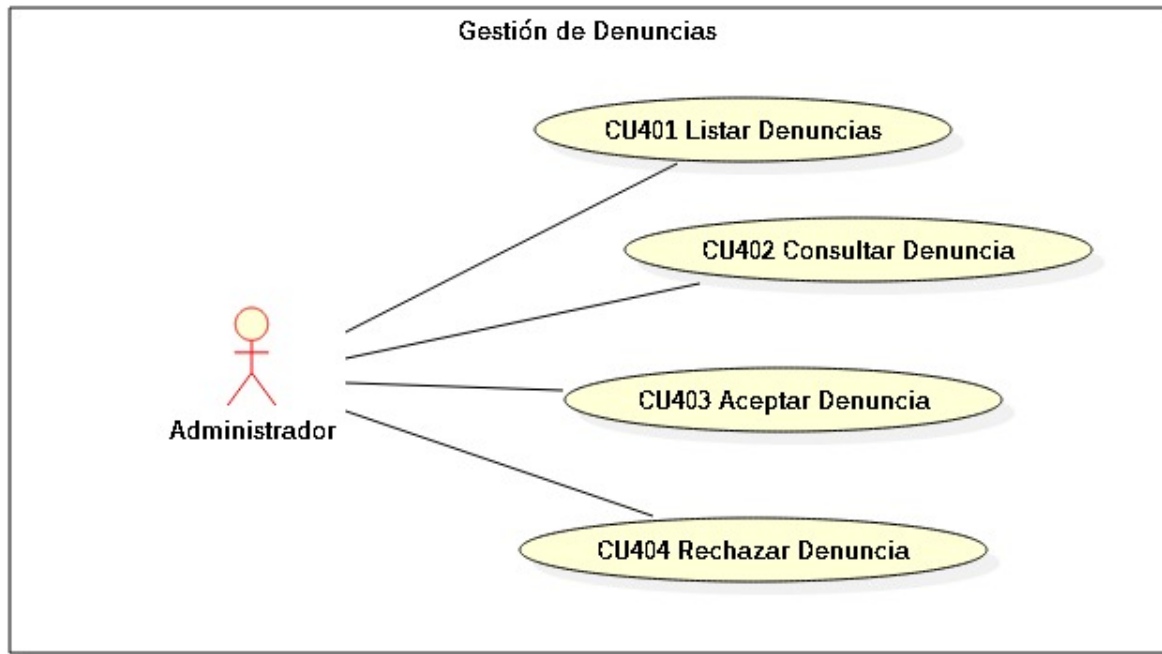 Gestión de Denuncias
CU401 Listar Denuncias
CU402 Consultar Denuncia
CU403 Aceptar Denuncia
Administrador
CU404 Rechazar Denuncia